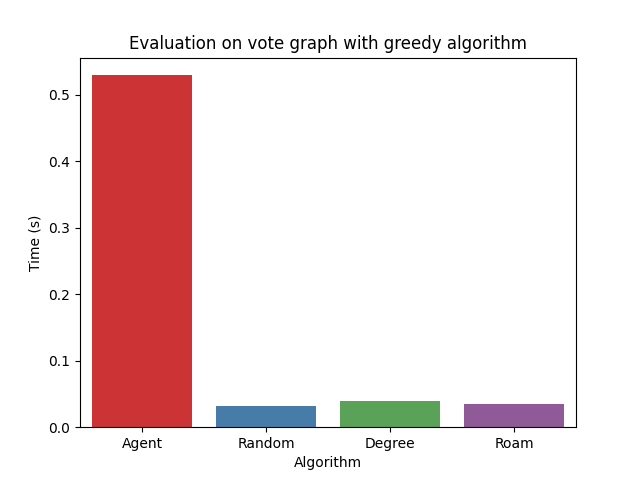 Evaluation on vote graph with greedy algorithm
Time (s)
0.5
0.4
0.3
0.2
0.1
0.0
Agent Random Degree Roam
Algorithm